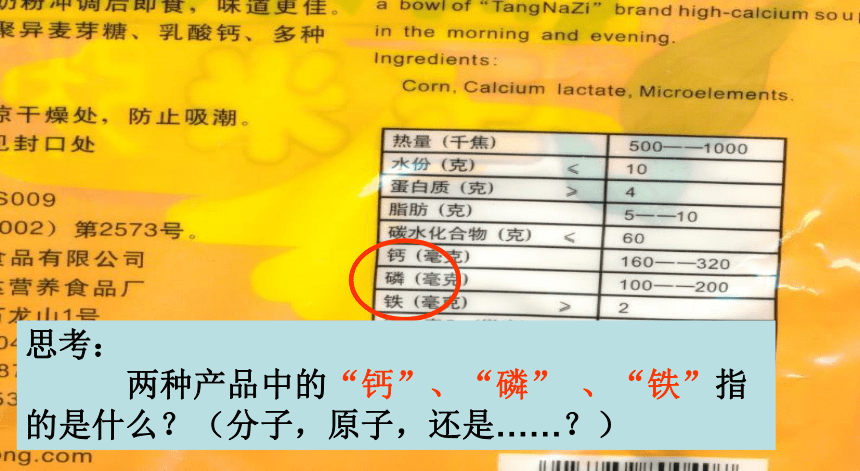 奶粉冲调后即食，味道更佳。
聚异麦芽糖、乳酸钙、多种
凉干燥处，防止吸潮。
见封口处
S009
002）第2573号。
食品有限公司
营养食品厂
龙山1号
a bowl of “TangNaZi” brand high-calcium soup
in the morning and evening.
Ingredients:
Corn, Calcium lactate, Microelements.
热量（千焦） 500——1000
水份（克） ≤ 10
蛋白质（克） ≥ 4
脂肪（克） 5——10
碳水化合物（克） ≤ 60
钙（毫克） 160——320
磷（毫克） 100——200
铁（毫克） ≥ 2
思考：
两种产品中的“钙”、“磷” 、“铁”指
的是什么？（分子，原子，还是……？）
ong.com